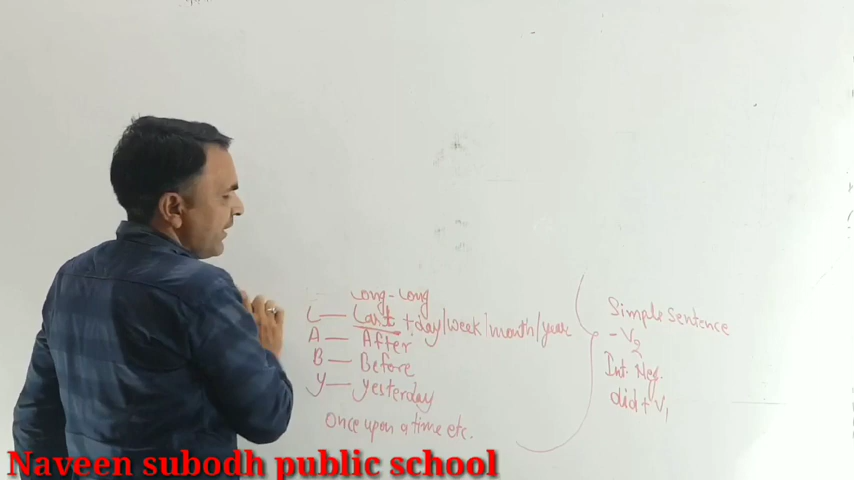 Long-Long
L — Last + day/week/month/year
A — After
B — Before
Y — yesterday
Once upon a time etc.
Simple Sentence
- V2
Int. Neg.
did + V1
Naveen subodh public school